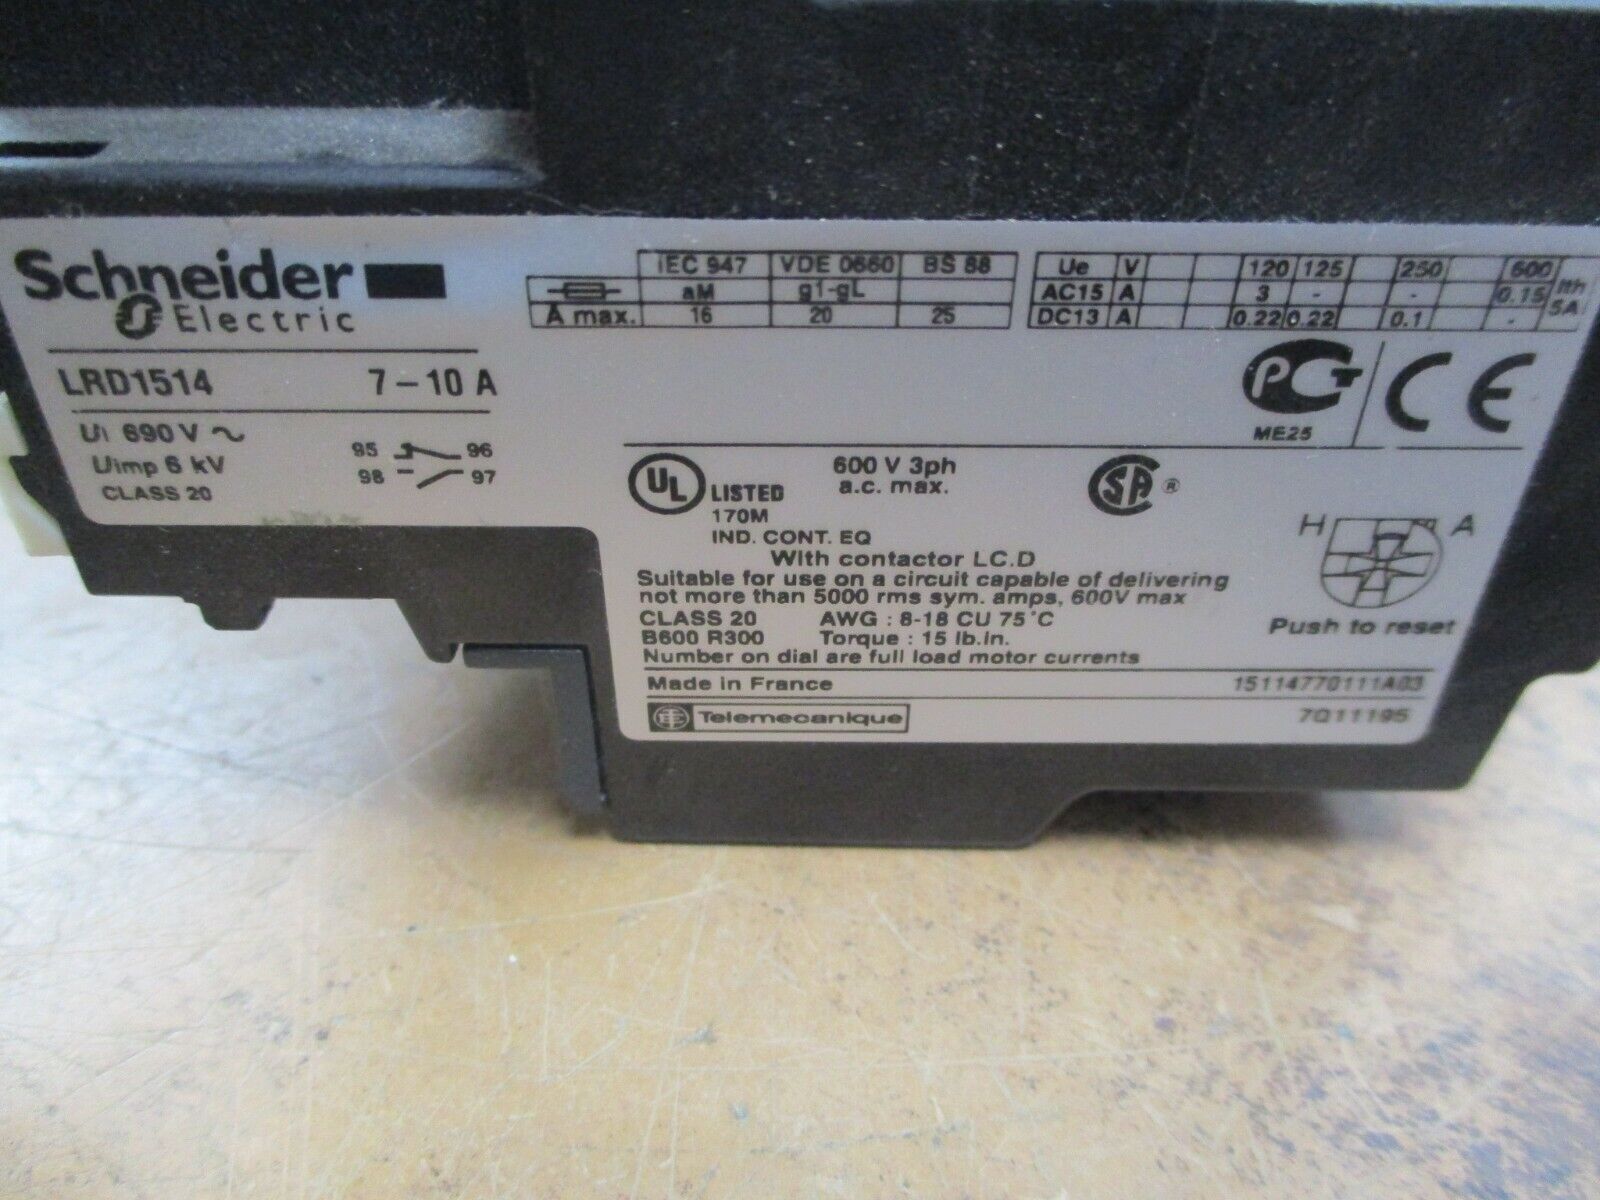 Schneider
Electric
LRD1514 7-10 A
Ui 690 V ~
Uimp 6 kV
CLASS 20
95 96
98 97
IEC 947 VDE 0660 BS 88
aM g1-gL
A max. 16 20 25
Ue V 120 125 250 600
AC15 A 3 - - 0.15 Ith
DC13 A 0.22 0.22 0.1 - 5A
PCT
ME25
CE
UL LISTED
170M
IND. CONT. EQ
600 V 3ph
a.c. max.
SA ®
With contactor LC.D
Suitable for use on a circuit capable of delivering
not more than 5000 rms sym. amps, 600V max
CLASS 20 AWG : 8-18 CU 75°C
B600 R300 Torque : 15 lb.in.
Number on dial are full load motor currents
H A
Push to reset
Made in France 15114770111A03
Telemecanique 7Q11195